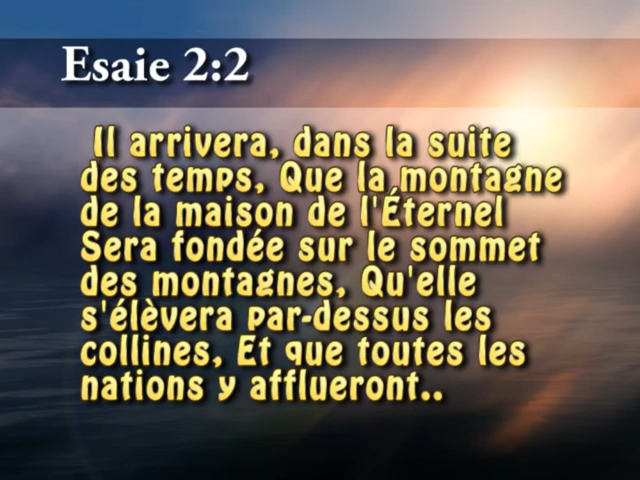 Esaie 2:2
Il arrivera, dans la suite
des temps, Que la montagne
de la maison de l'Éternel
Sera fondée sur le sommet
des montagnes, Qu'elle
s'élèvera par-dessus les
collines, Et que toutes les
nations y afflueront..